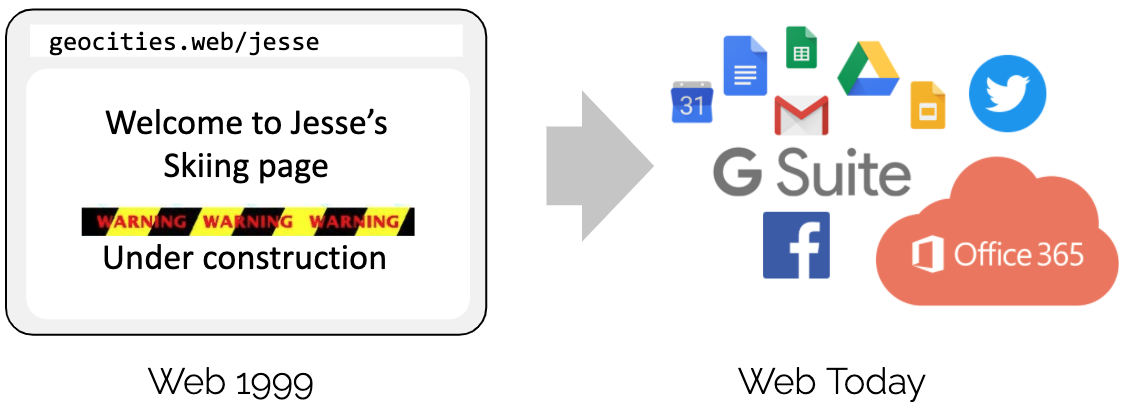 geocities.web/jesse
Welcome to Jesse's
Skiing page
WARNING WARNING WARNING
Under construction
Web 1999
31
G Suite
f
Office 365
Web Today